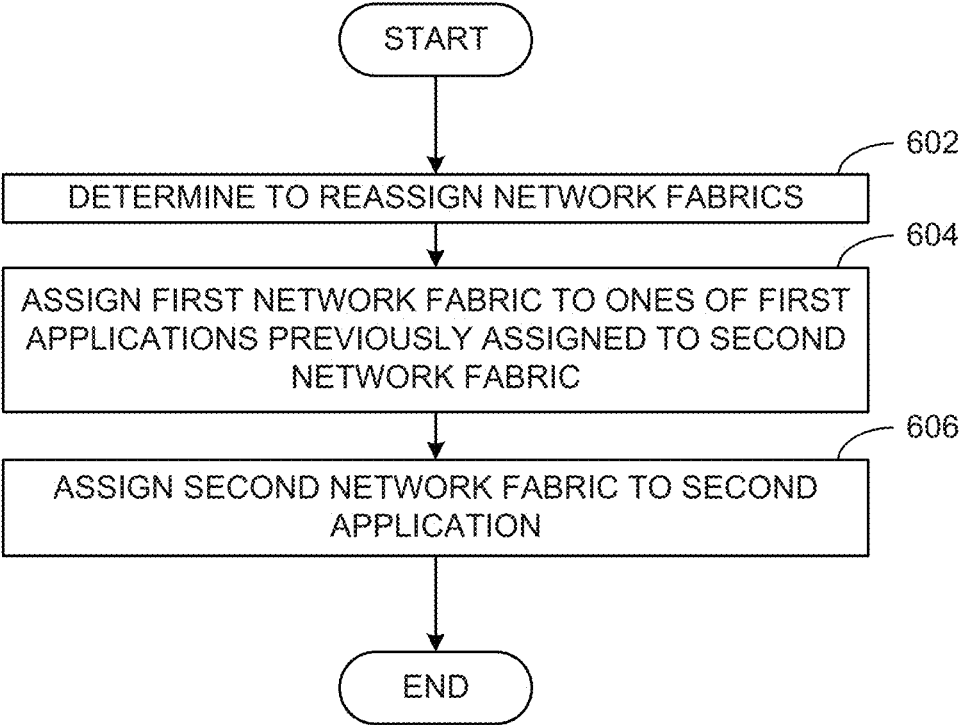 START
602
DETERMINE TO REASSIGN NETWORK FABRICS
604
ASSIGN FIRST NETWORK FABRIC TO ONES OF FIRST
APPLICATIONS PREVIOUSLY ASSIGNED TO SECOND
NETWORK FABRIC
606
ASSIGN SECOND NETWORK FABRIC TO SECOND
APPLICATION
END